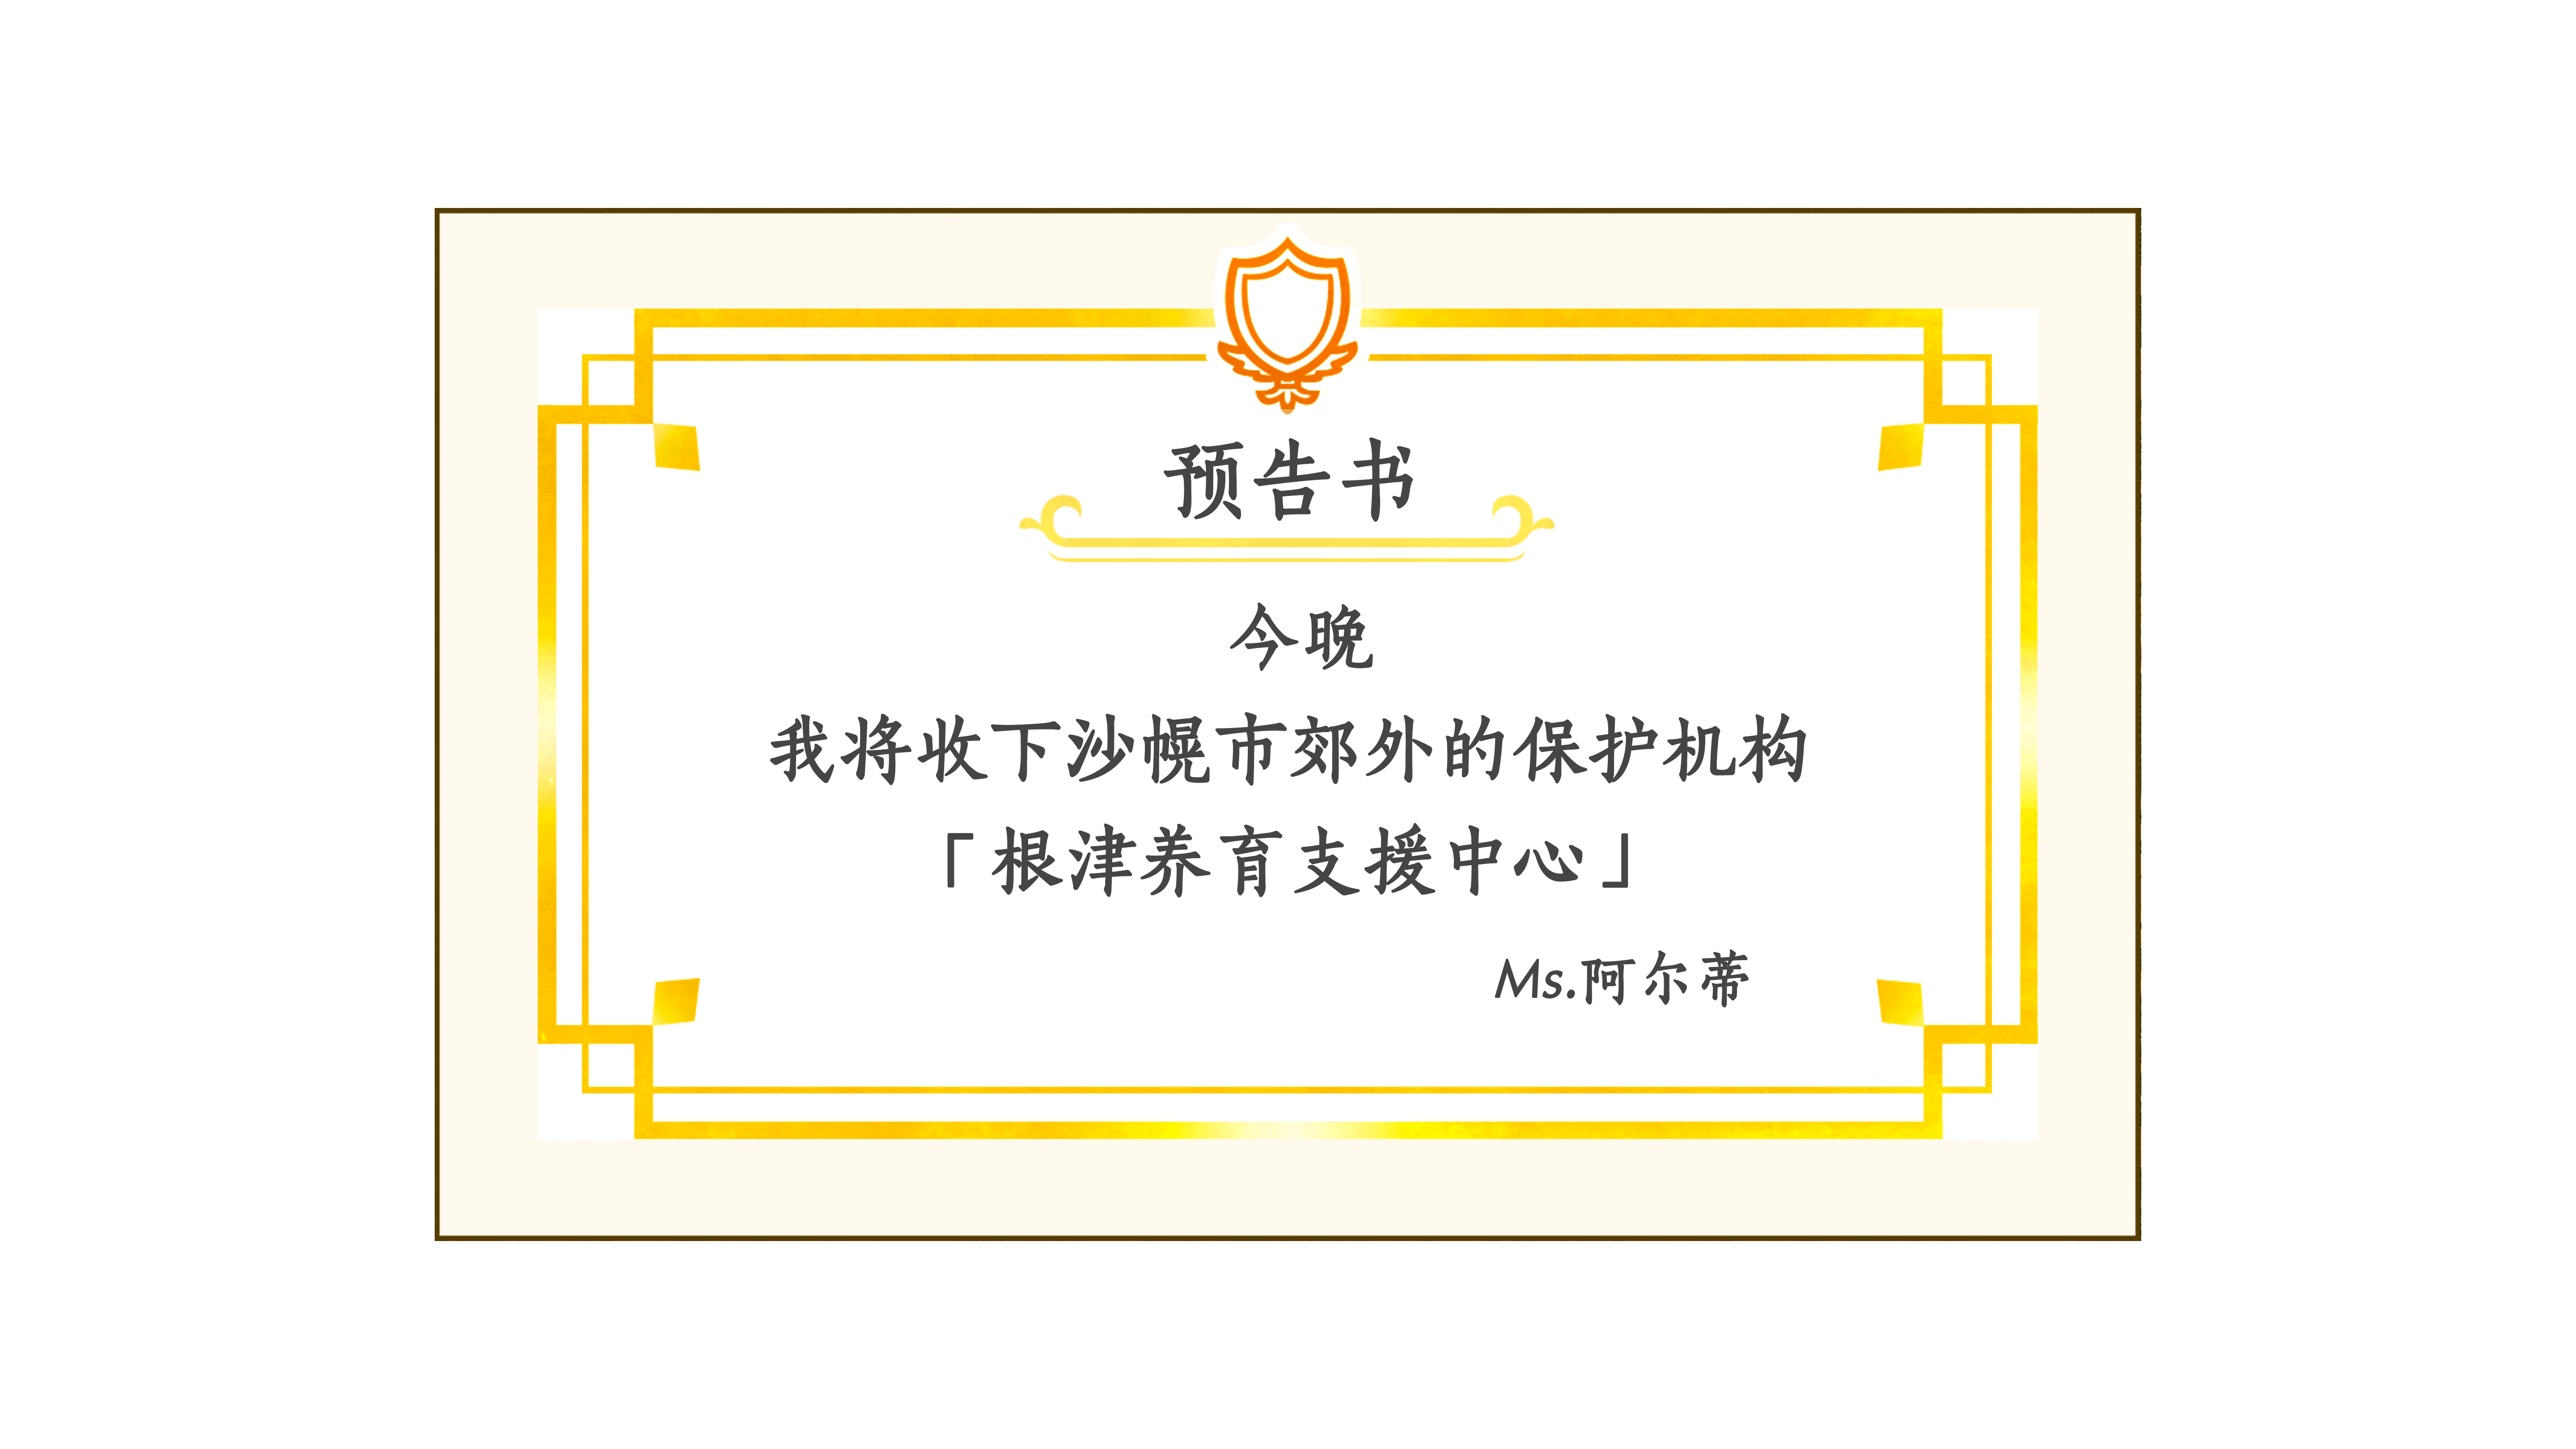 预告书
今晚
我将收下沙幌市郊外的保护机构
「根津养育支援中心」
Ms.阿尔蒂